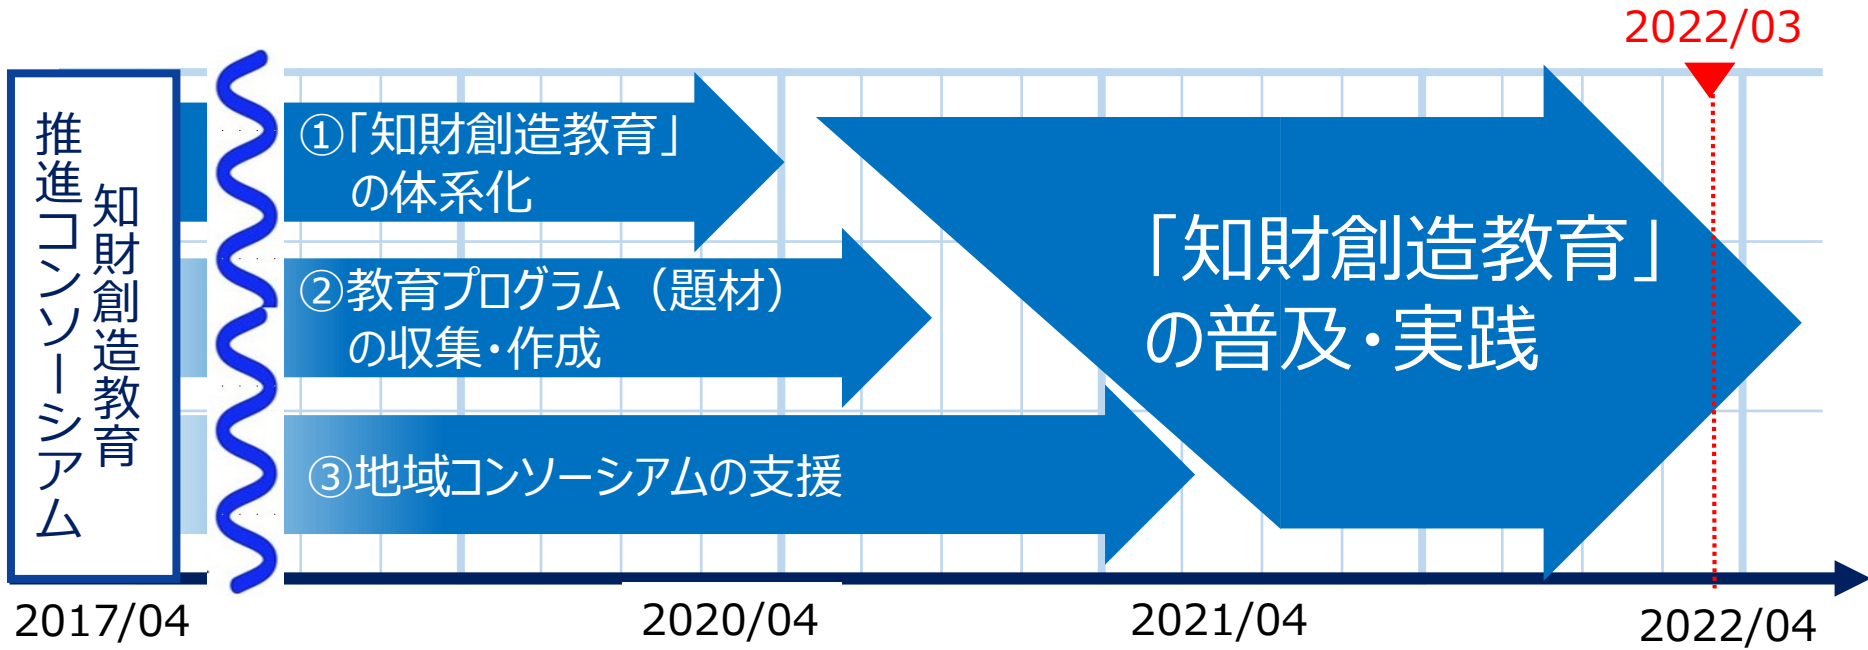 2022/03
知財創造教育
推進コンソーシアム
①「知財創造教育」
の体系化
②教育プログラム（題材）
の収集・作成
③地域コンソーシアムの支援
「知財創造教育」
の普及・実践
2017/04
2020/04
2021/04
2022/04